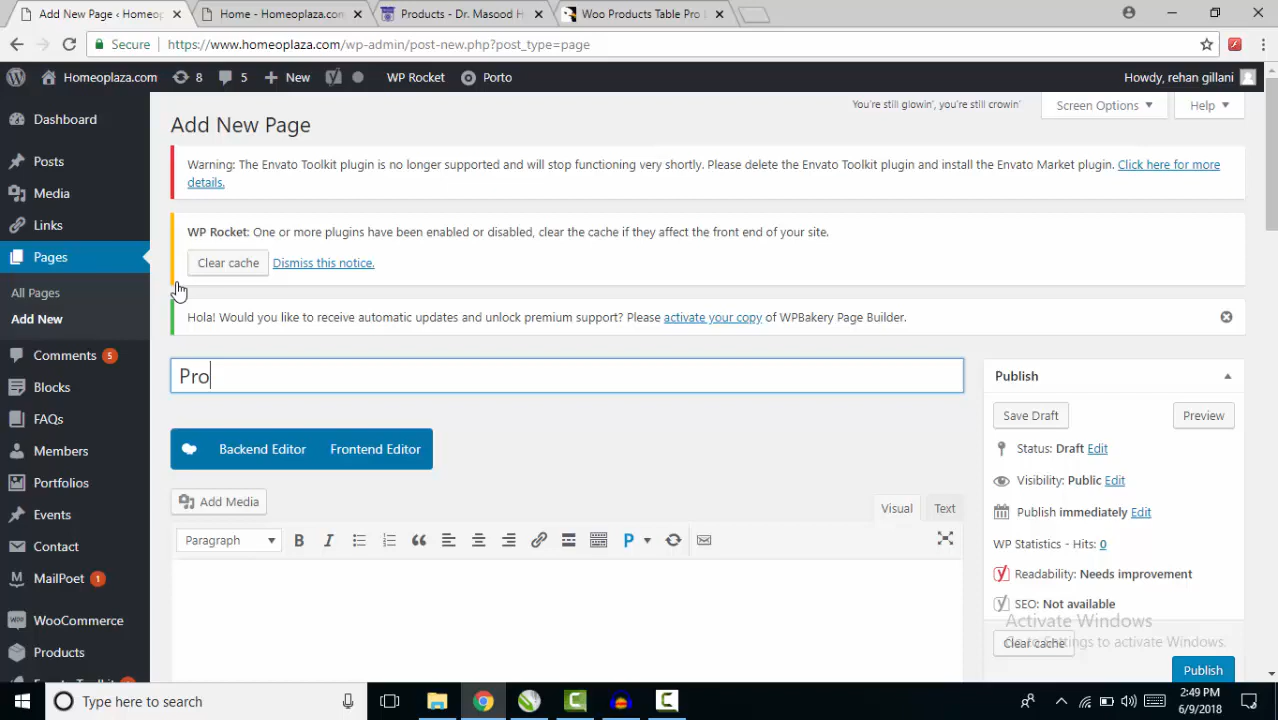 Add New Page ‹ Homeop
Home - Homeoplaza.com
Products - Dr. Masood H
Woo Products Table Pro
Secure
https://www.homeoplaza.com/wp-admin/post-new.php?post_type=page
Homeoplaza.com
8
5
New
WP Rocket
Porto
Howdy, rehan gillani
You're still glowin', you're still crowin'
Screen Options
Help
Dashboard
Posts
Media
Links
Pages
All Pages
Add New
Comments 5
Blocks
FAQs
Members
Portfolios
Events
Contact
MailPoet 1
WooCommerce
Products
Add New Page
Warning: The Envato Toolkit plugin is no longer supported and will stop functioning very shortly. Please delete the Envato Toolkit plugin and install the Envato Market plugin. Click here for more
details.
WP Rocket: One or more plugins have been enabled or disabled, clear the cache if they affect the front end of your site.
Clear cache
Dismiss this notice.
Hola! Would you like to receive automatic updates and unlock premium support? Please activate your copy of WPBakery Page Builder.
Pro
Backend Editor
Frontend Editor
Add Media
Visual
Text
Paragraph
B
I
P
Publish
Save Draft
Preview
Status: Draft Edit
Visibility: Public Edit
Publish immediately Edit
WP Statistics - Hits: 0
Readability: Needs improvement
SEO: Not available
Activate Windows
Go to Settings to activate Windows.
Clear cache
Publish
Type here to search
2:49 PM
6/9/2018